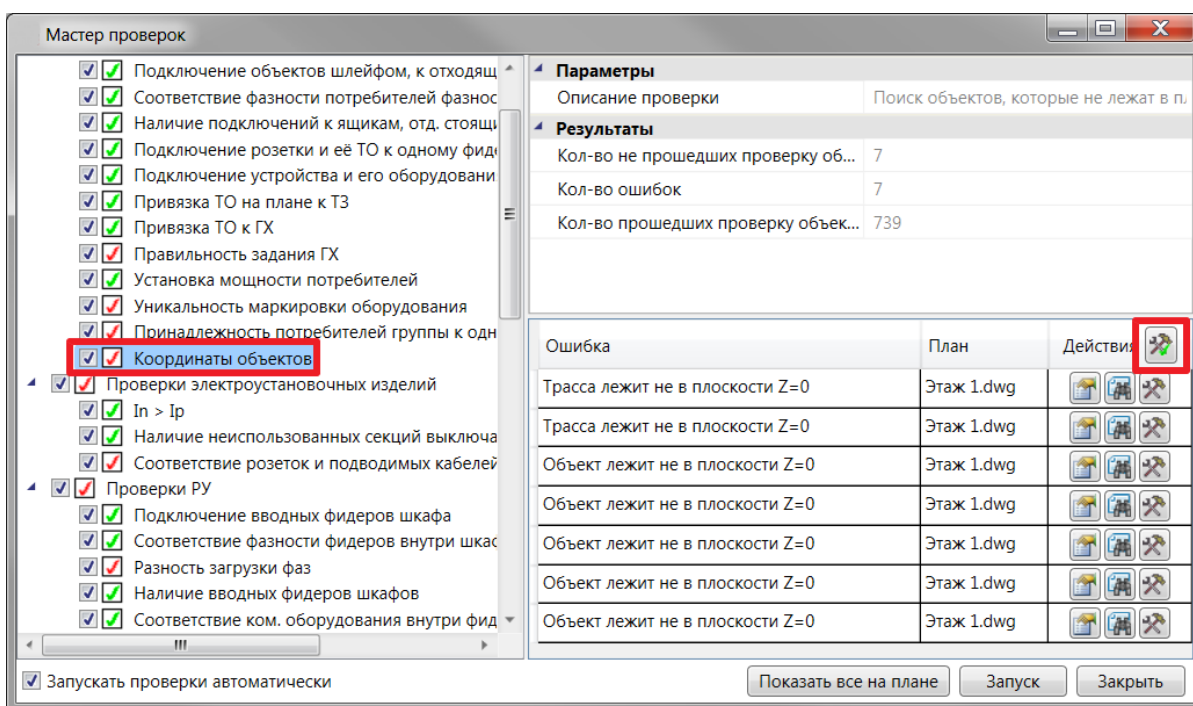 Мастер проверок
Подключение объектов шлейфом, к отходящ
Соответствие фазности потребителей фазнос
Наличие подключений к ящикам, отд. стоящи
Подключение розетки и её ТО к одному фиде
Подключение устройства и его оборудовани
Привязка ТО на плане к ТЗ
Привязка ТО к ГХ
Правильность задания ГХ
Установка мощности потребителей
Уникальность маркировки оборудования
Принадлежность потребителей группы к одн
Координаты объектов
Проверки электроустановочных изделий
In > Ip
Наличие неиспользованных секций выключа
Соответствие розеток и подводимых кабелей
Проверки РУ
Подключение вводных фидеров шкафа
Соответствие фазности фидеров внутри шкас
Разность загрузки фаз
Наличие вводных фидеров шкафов
Соответствие ком. оборудования внутри фид
Параметры
Описание проверки Поиск объектов, которые не лежат в пл
Результаты
Кол-во не прошедших проверку об... 7
Кол-во ошибок 7
Кол-во прошедших проверку объек... 739
Ошибка План Действия
Трасса лежит не в плоскости Z=0 Этаж 1.dwg
Трасса лежит не в плоскости Z=0 Этаж 1.dwg
Объект лежит не в плоскости Z=0 Этаж 1.dwg
Объект лежит не в плоскости Z=0 Этаж 1.dwg
Объект лежит не в плоскости Z=0 Этаж 1.dwg
Объект лежит не в плоскости Z=0 Этаж 1.dwg
Объект лежит не в плоскости Z=0 Этаж 1.dwg
Запускать проверки автоматически Показать все на плане Запуск Закрыть